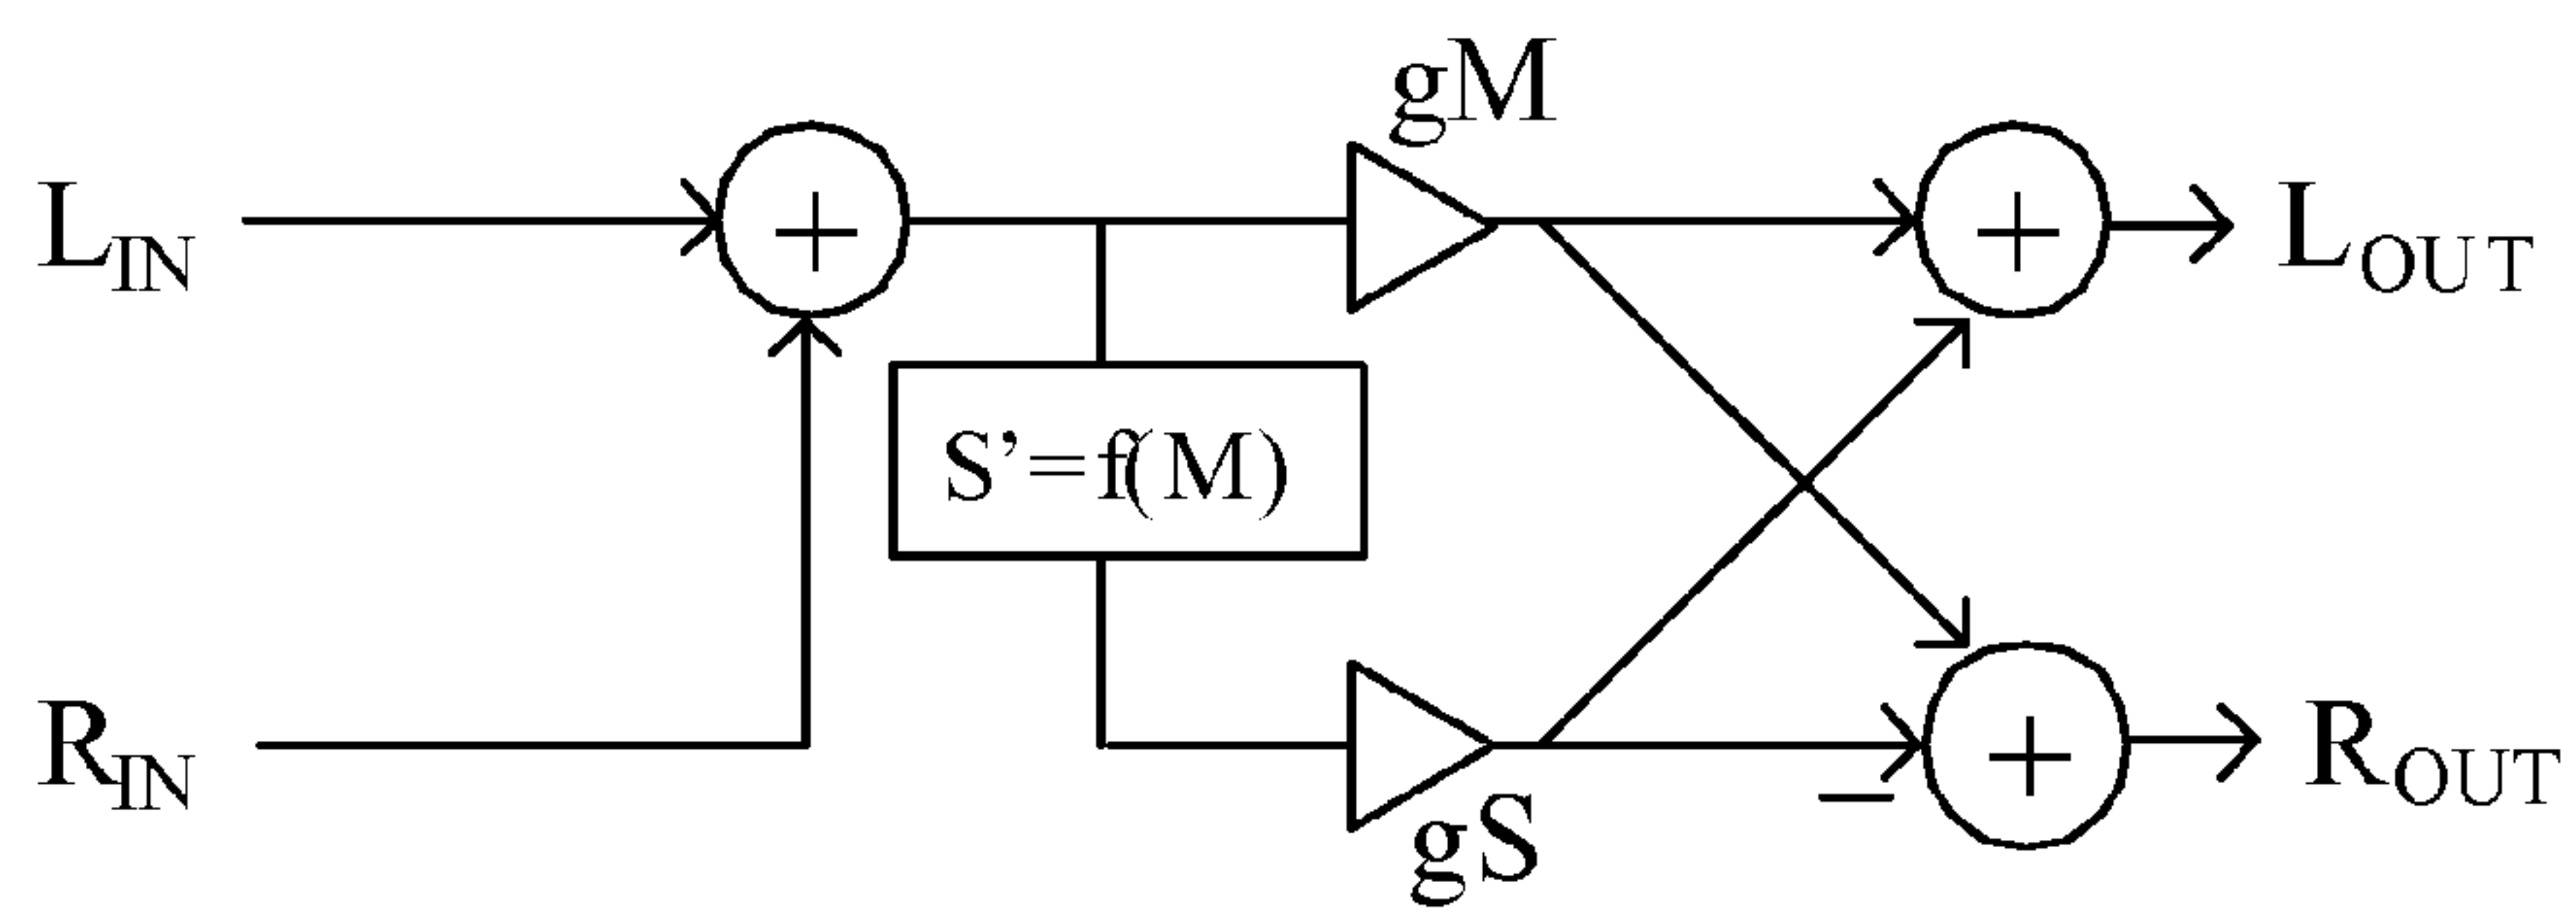 gM
L_IN + + L_OUT
S’=f(M)
R_IN + R_OUT
−
gS